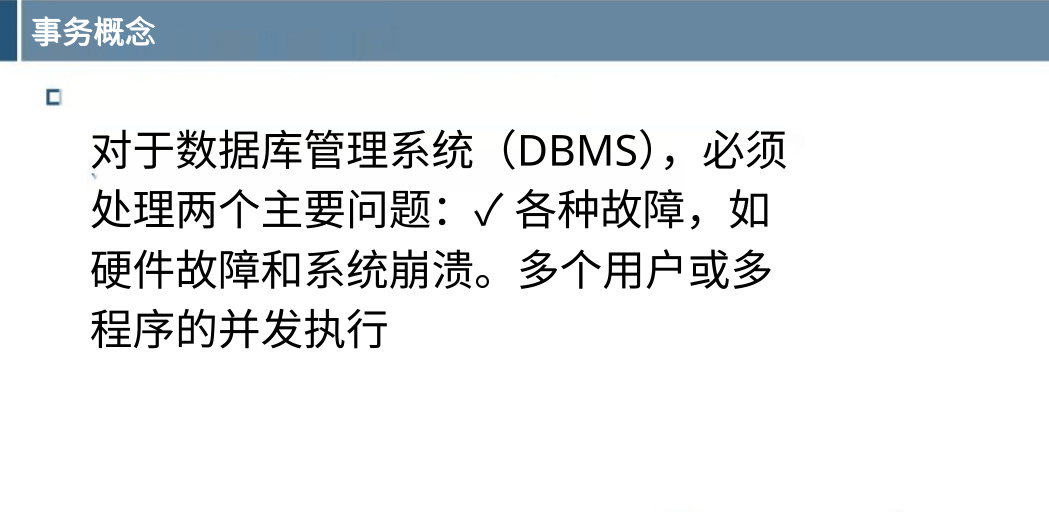 事务概念
对于数据库管理系统（DBMS），必须
处理两个主要问题：✓ 各种故障，如
硬件故障和系统崩溃。多个用户或多
程序的并发执行